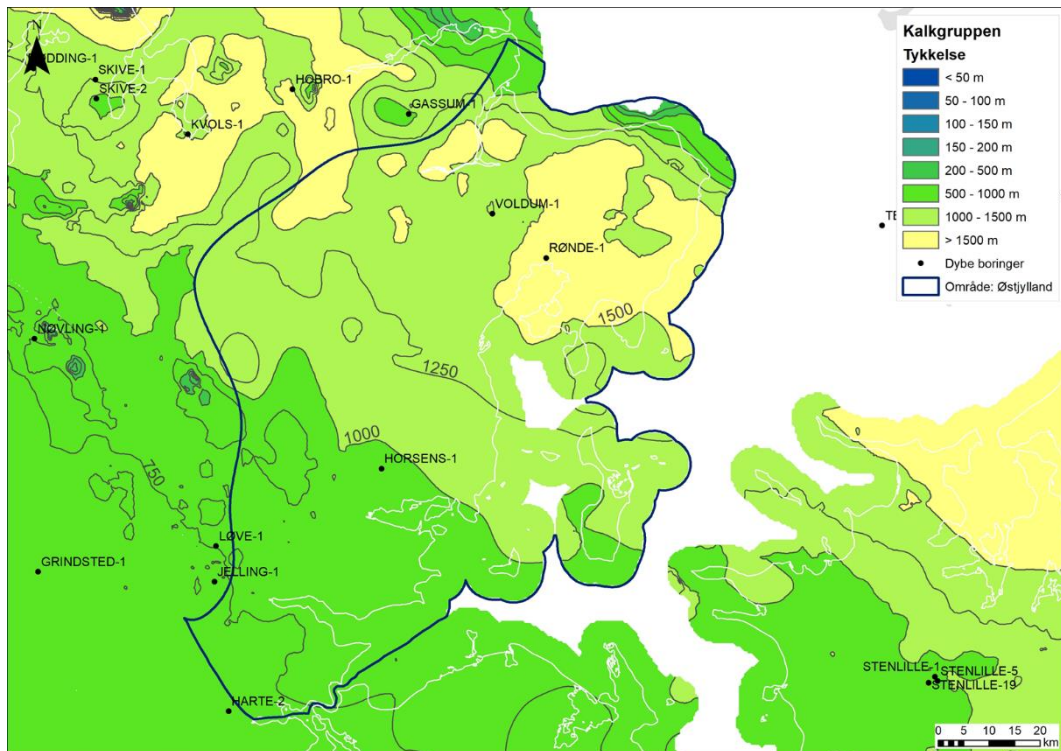 N
SKIVE-1
SKIVE-2
HOBRO-1
GASSUM-1
KVOLS-1
VOLDUM-1
RØNDE-1
NØVLING-1
1500
1250
1000
750
HORSENS-1
LØVE-1
JELLING-1
GRINDSTED-1
HARTE-2
STENLILLE-1
STENLILLE-5
STENLILLE-19
Kalkgruppen
Tykkelse
< 50 m
50 - 100 m
100 - 150 m
150 - 200 m
200 - 500 m
500 - 1000 m
1000 - 1500 m
> 1500 m
Dybe boringer
Område: Østjylland
0 5 10 15 20
km